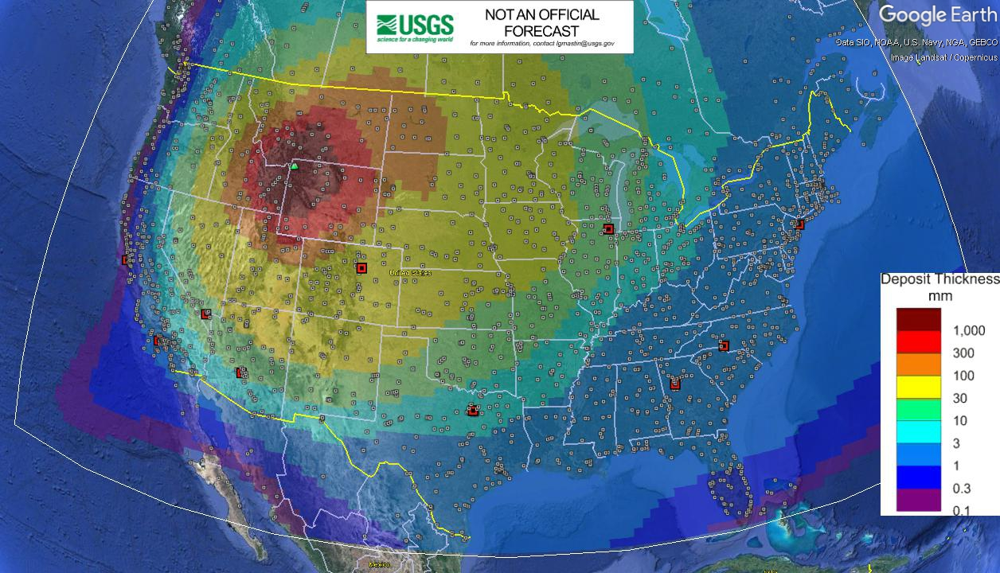 USGS
science for a changing world
NOT AN OFFICIAL
FORECAST
for more information, contact lgmastin@usgs.gov
Google Earth
Data SIO, NOAA, U.S. Navy, NGA, GEBCO
Image Landsat / Copernicus
United States
Deposit Thickness
mm
1,000
300
100
30
10
3
1
0.3
0.1
Mexico